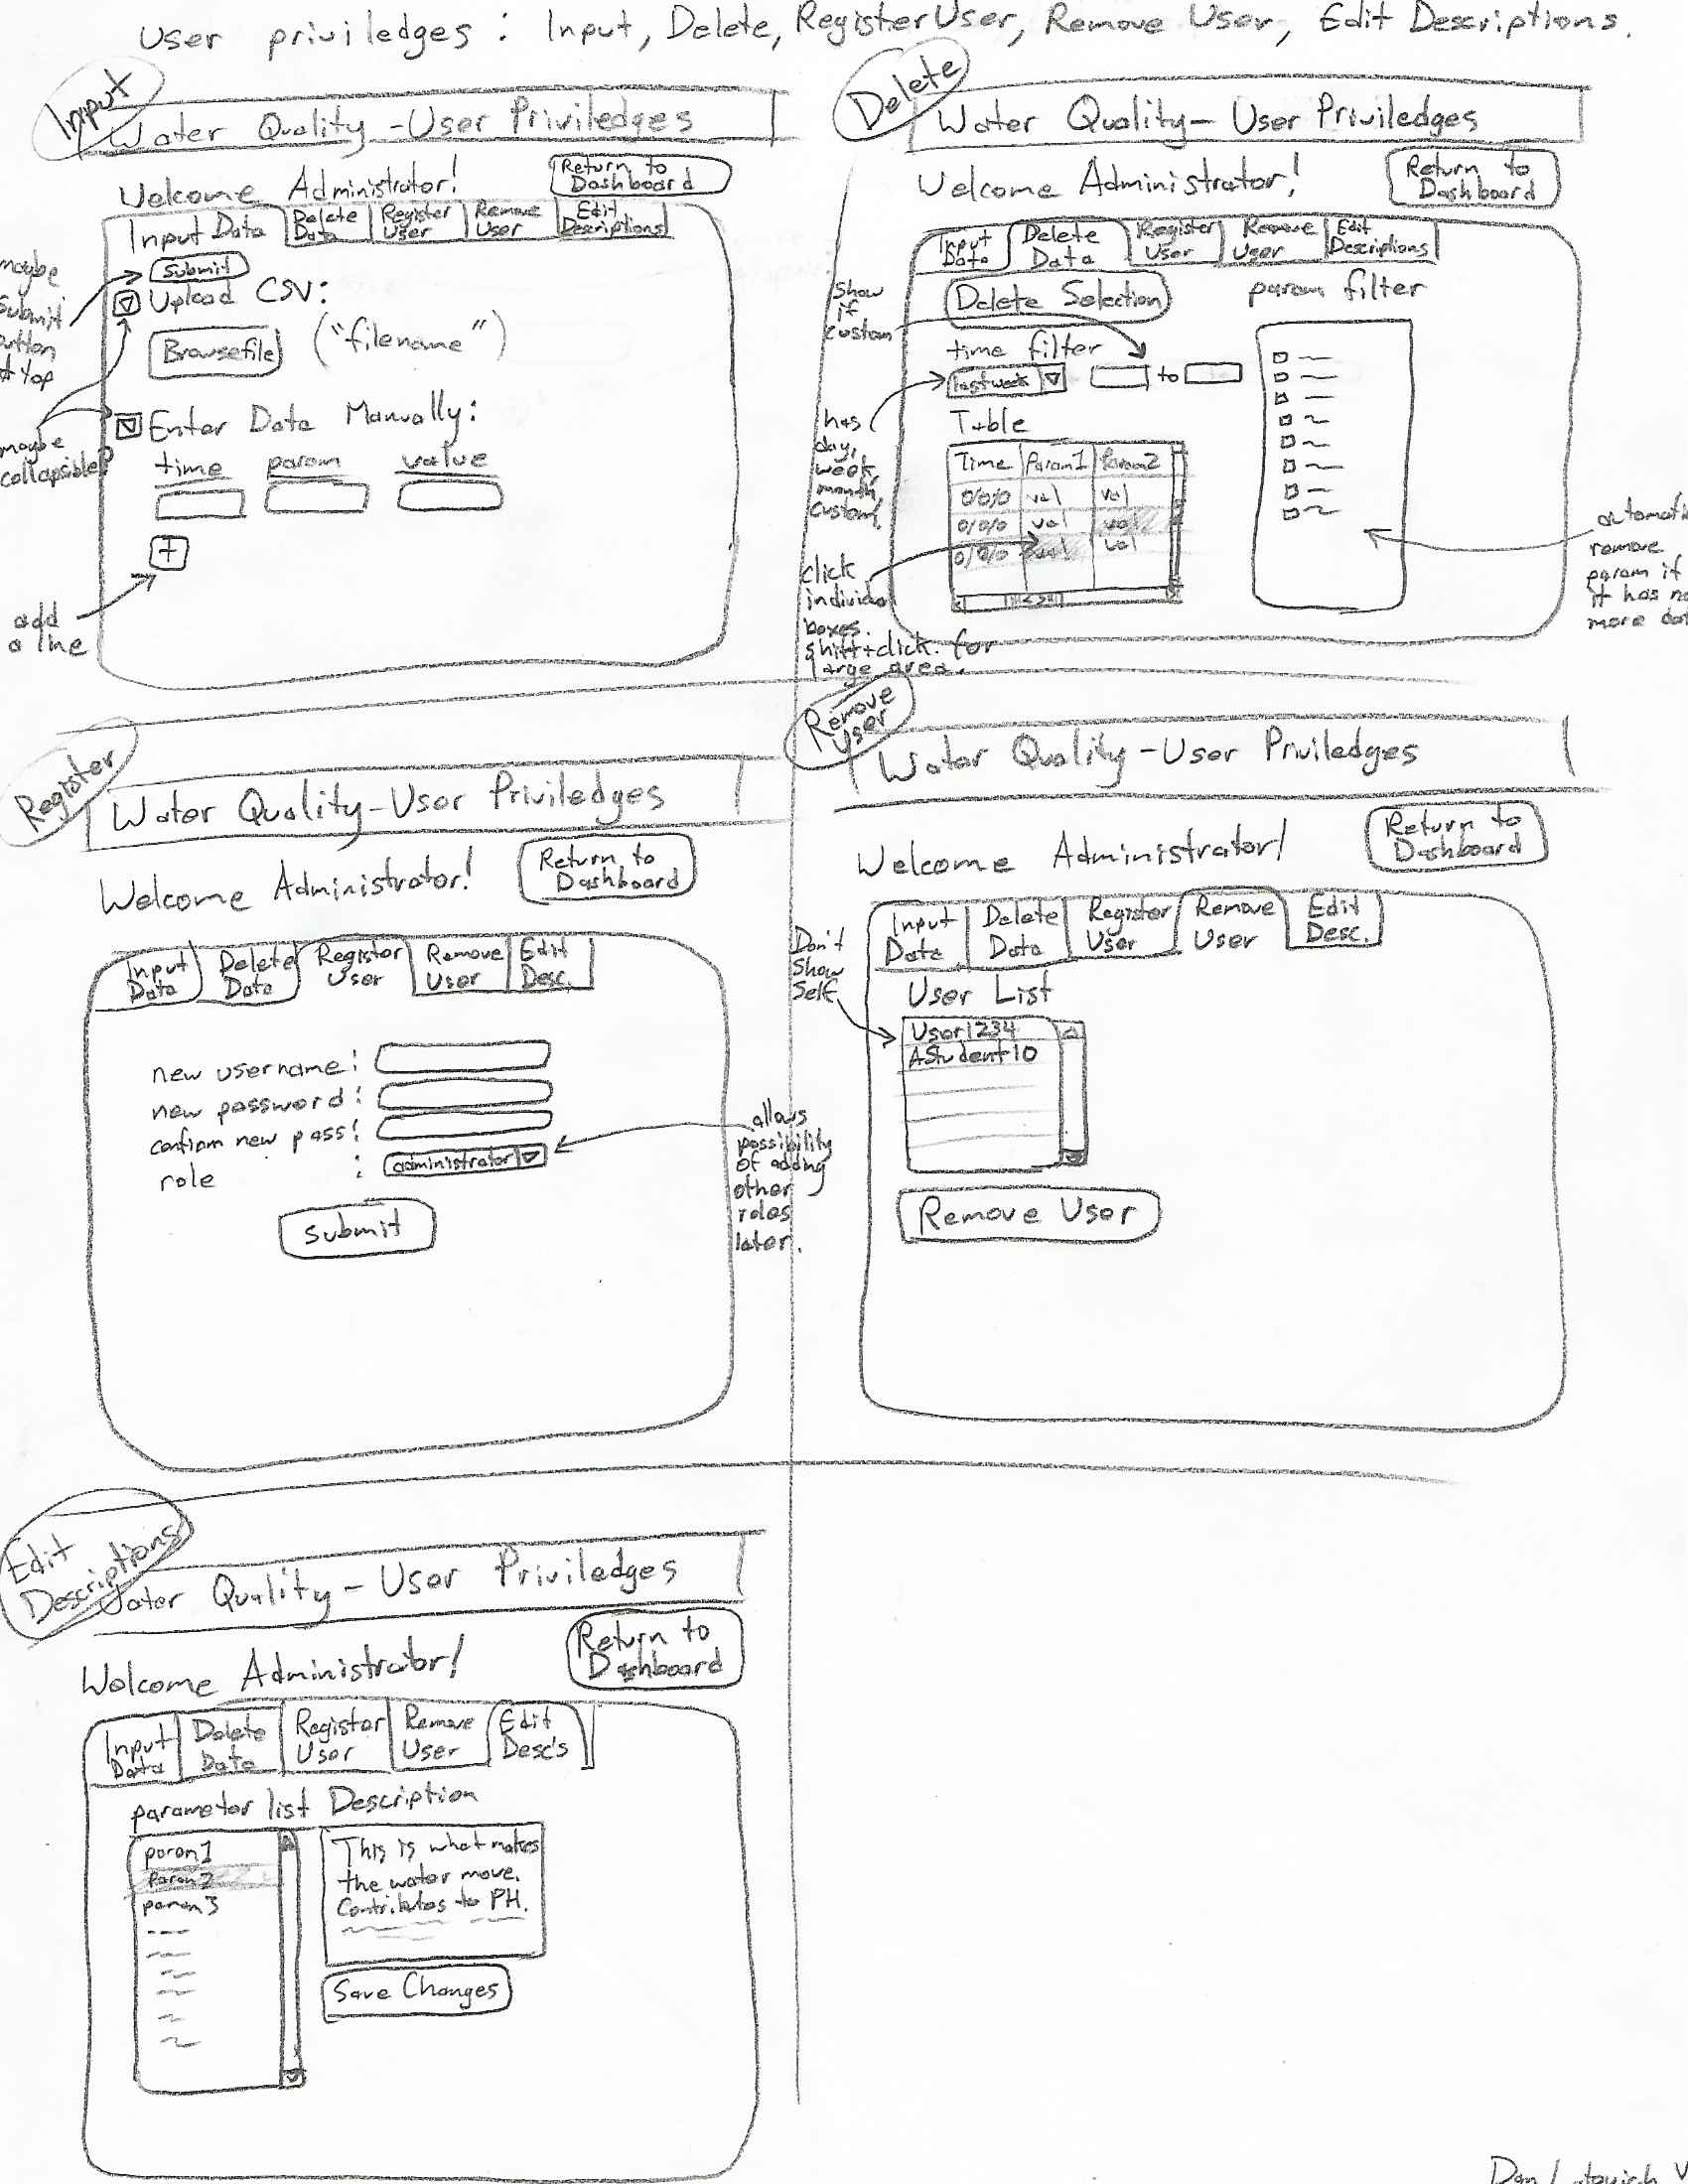 User priviledges : Input, Delete, Register User, Remove User, Edit Descriptions.
Input
Water Quality - User Priviledges
Welcome Administrator!
Return to
Dashboard
Input Data
Delete
Data
Register
User
Remove
User
Edit
Descriptions
maybe
submit
button
at top
Submit
Upload CSV:
Browse file
("filename")
maybe
collapsible?
Enter Data Manually:
time param value
+
add
a line
Delete
Water Quality - User Priviledges
Welcome Administrator!
Return to
Dashboard
Input
Data
Delete
Data
Register
User
Remove
User
Edit
Descriptions
Delete Selection
param filter
show
if
custom
time filter
last week
to
has
day,
week,
month,
custom.
Table
Time Param1 Param2
0/0/0 val val
0/0/0 val val
0/0/0 val val
click
individual
boxes.
shift+click for
large area.
remove
param if
it has no
more
Register
Water Quality - User Priviledges
Welcome Administrator!
Return to
Dashboard
Input
Data
Delete
Data
Register
User
Remove
User
Edit
Desc.
new username:
new password:
confirm new pass:
role : administrator
Submit
allows
possibility
of adding
other
roles
later.
Remove
User
Water Quality - User Priviledges
Welcome Administrator!
Return to
Dashboard
Input
Data
Delete
Data
Register
User
Remove
User
Edit
Desc.
Don't
Show
Self
User List
User1234
AStudent10
Remove User
Edit
Descriptions
Water Quality - User Priviledges
Welcome Administrator!
Return to
Dashboard
Input
Data
Delete
Data
Register
User
Remove
User
Edit
Desc's
parameter list Description
param1
param2
param3
This is what makes
the water move.
Contributes to PH.
Save Changes
Dan